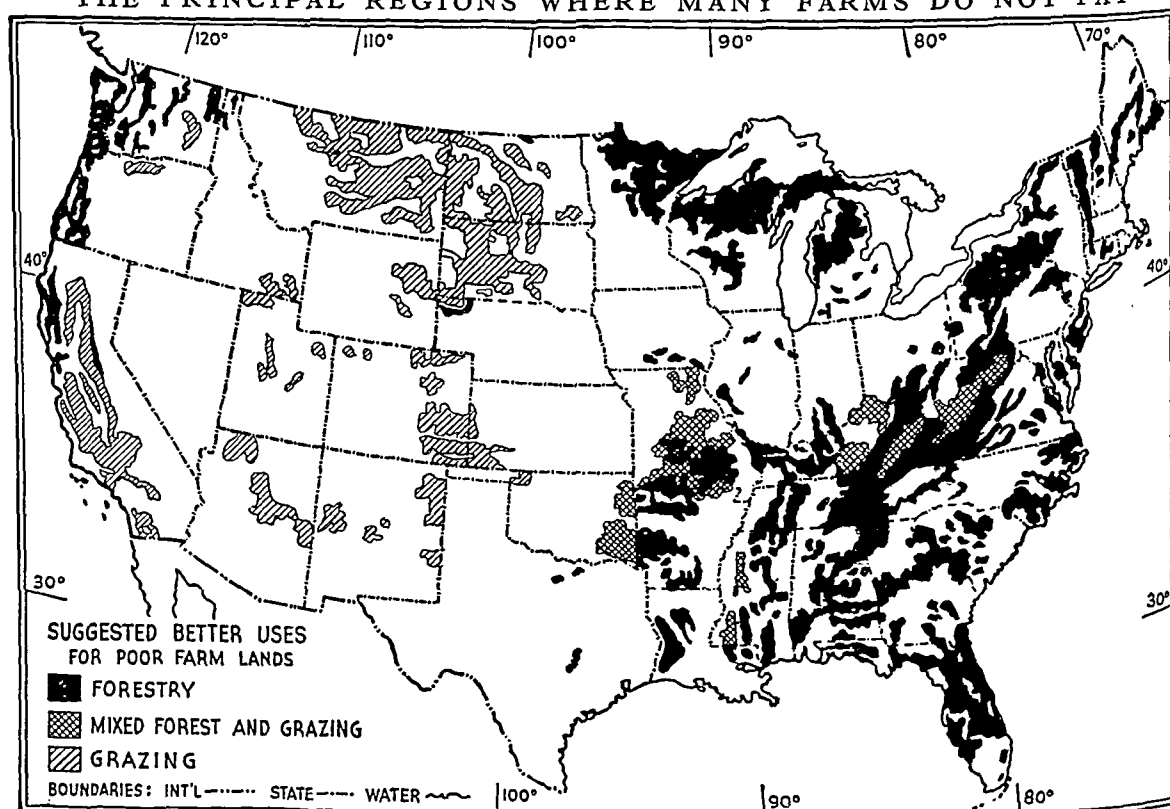 THE PRINCIPAL REGIONS WHERE MANY FARMS DO NOT PAY
120° 110° 100° 90° 80° 70°
40° 40°
30° 30°
SUGGESTED BETTER USES
FOR POOR FARM LANDS
FORESTRY
MIXED FOREST AND GRAZING
GRAZING
BOUNDARIES: INT'L STATE WATER
100° 90° 80°